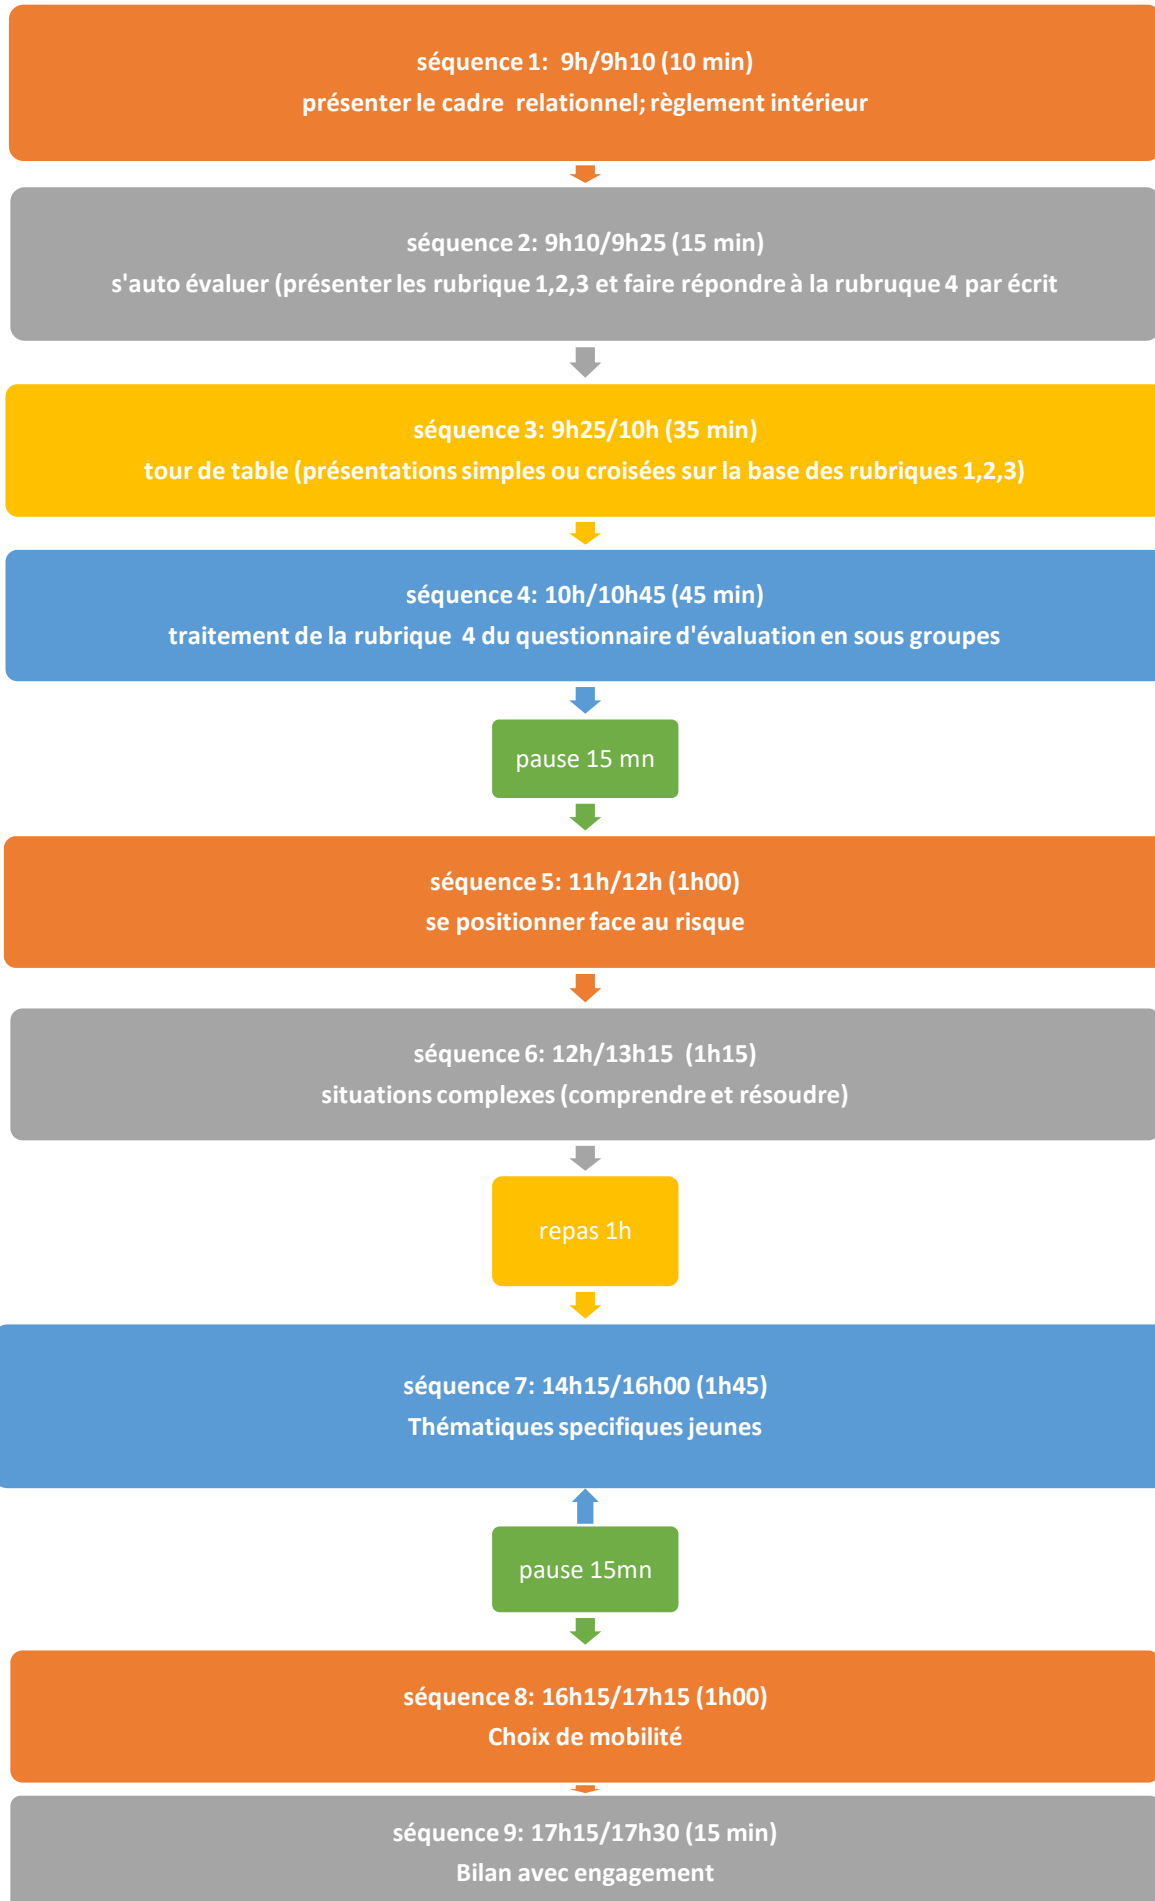 séquence 1: 9h/9h10 (10 min)
présenter le cadre relationnel; règlement intérieur
séquence 2: 9h10/9h25 (15 min)
s'auto évaluer (présenter les rubrique 1,2,3 et faire répondre à la rubruque 4 par écrit
séquence 3: 9h25/10h (35 min)
tour de table (présentations simples ou croisées sur la base des rubriques 1,2,3)
séquence 4: 10h/10h45 (45 min)
traitement de la rubrique 4 du questionnaire d'évaluation en sous groupes
pause 15 mn
séquence 5: 11h/12h (1h00)
se positionner face au risque
séquence 6: 12h/13h15 (1h15)
situations complexes (comprendre et résoudre)
repas 1h
séquence 7: 14h15/16h00 (1h45)
Thématiques specifiques jeunes
pause 15mn
séquence 8: 16h15/17h15 (1h00)
Choix de mobilité
séquence 9: 17h15/17h30 (15 min)
Bilan avec engagement